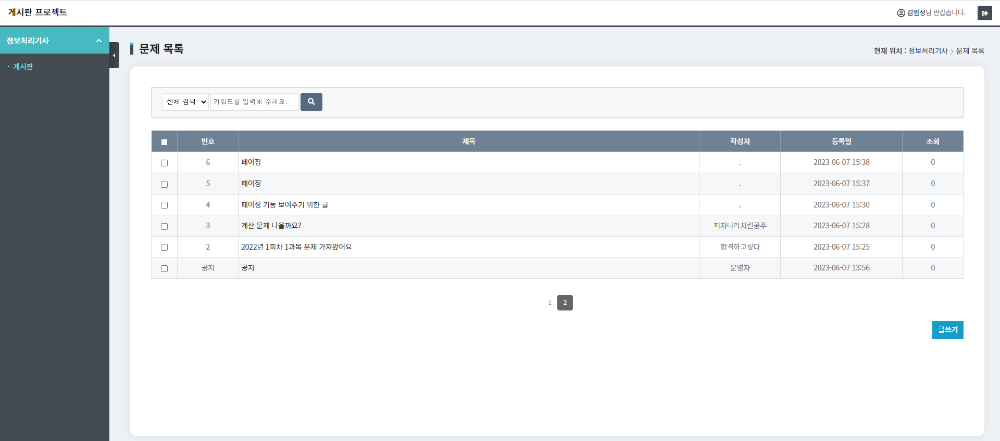 게시판 프로젝트
김범성님 반갑습니다.
정보처리기사
· 게시판
문제 목록
현재 위치 : 정보처리기사 > 문제 목록
전체 검색 키워드를 입력해 주세요.
번호 제목 작성자 등록일 조회
6 페이징 . 2023-06-07 15:38 0
5 페이징 . 2023-06-07 15:37 0
4 페이징 기능 보여주기 위한 글 . 2023-06-07 15:30 0
3 계산 문제 나올까요? 피자나라치킨공주 2023-06-07 15:28 0
2 2022년 1회차 1과목 문제 가져왔어요 합격하고싶다 2023-06-07 15:25 0
공지 공지 운영자 2023-06-07 13:56 0
1 2
글쓰기